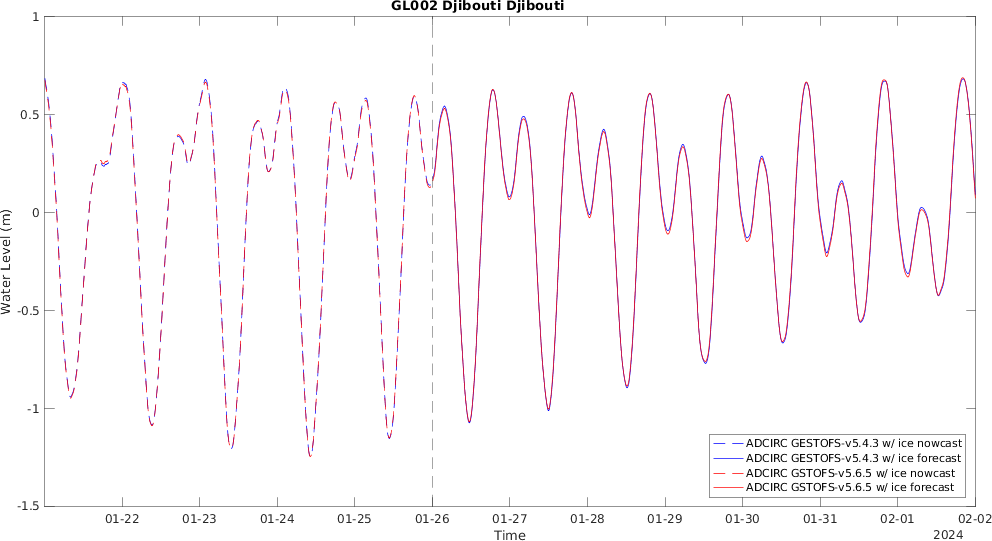 GL002 Djibouti Djibouti
1
0.5
0
-0.5
-1
-1.5
Water Level (m)
ADCIRC GESTOFS-v5.4.3 w/ ice nowcast
ADCIRC GESTOFS-v5.4.3 w/ ice forecast
ADCIRC GSTOFS-v5.6.5 w/ ice nowcast
ADCIRC GSTOFS-v5.6.5 w/ ice forecast
01-22 01-23 01-24 01-25 01-26 01-27 01-28 01-29 01-30 01-31 02-01 02-02
Time
2024